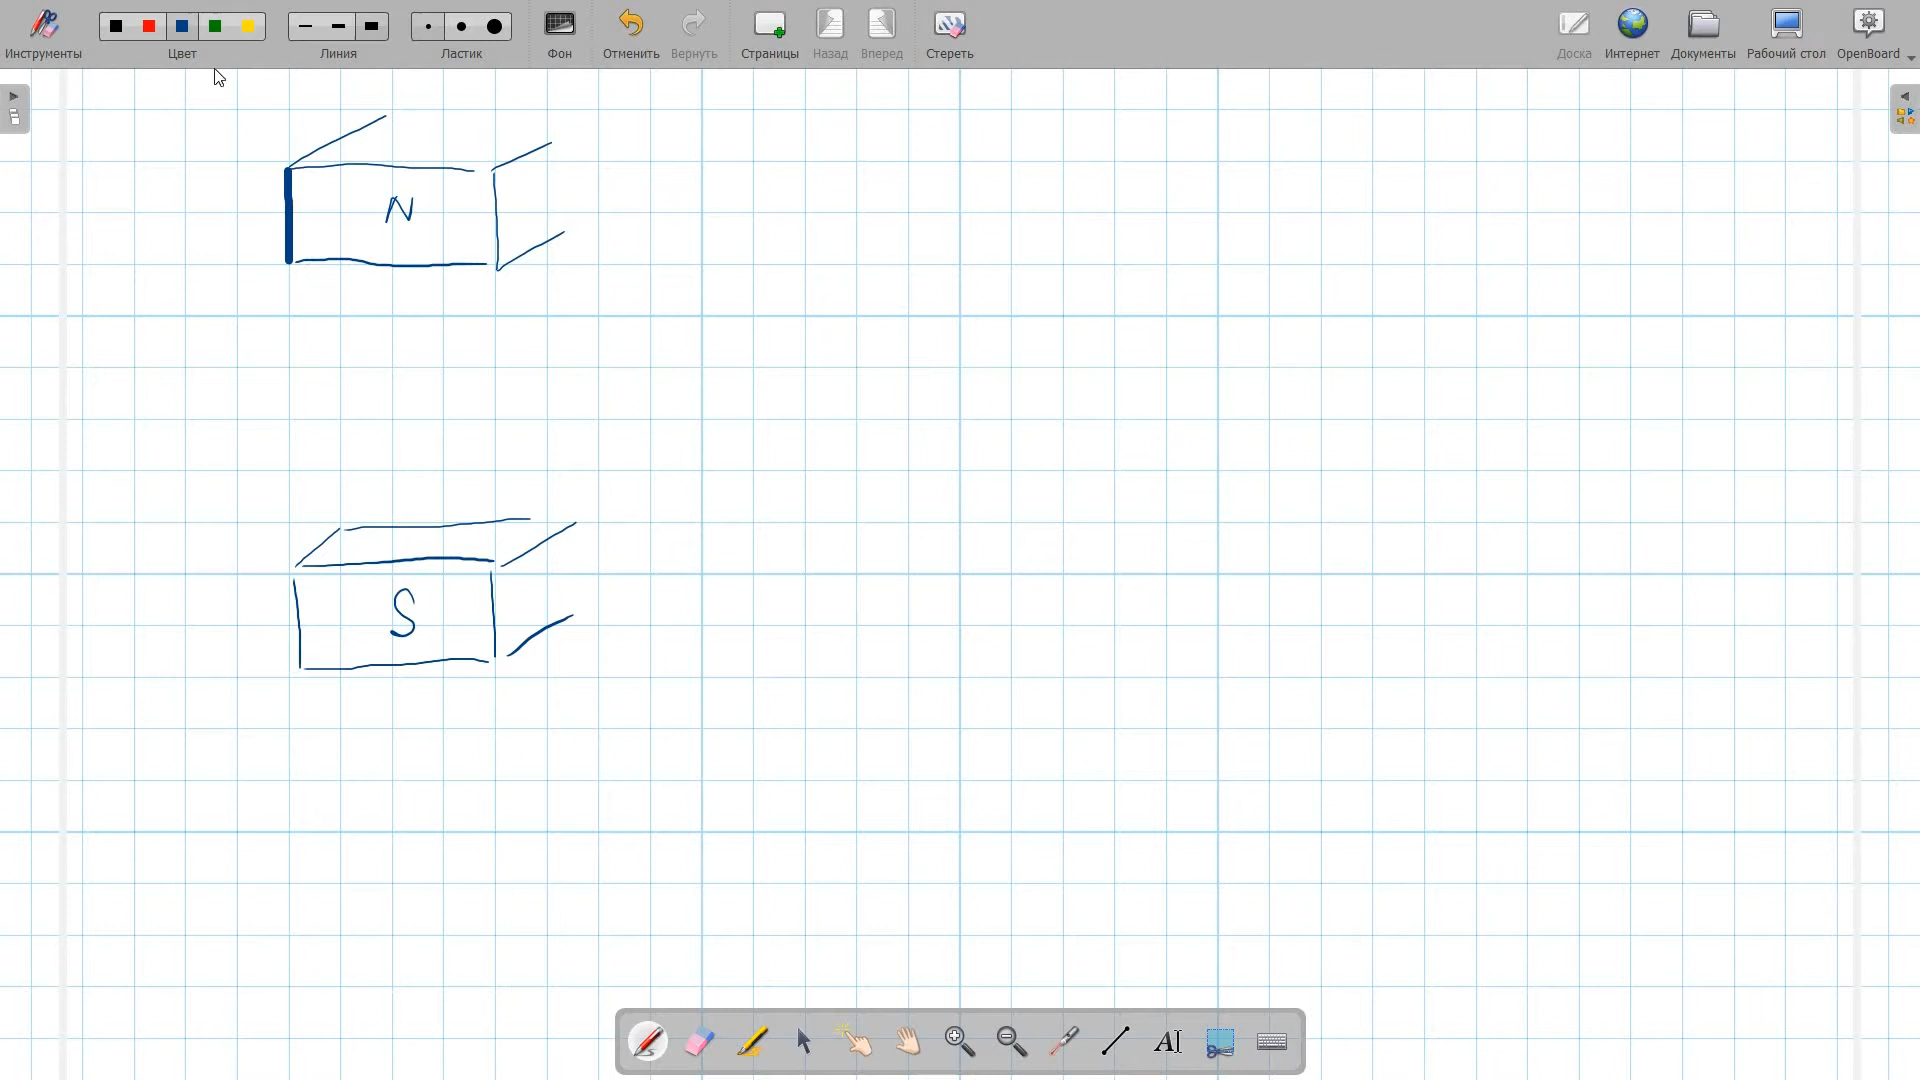 Инструменты
Цвет
Линия
Ластик
Фон
Отменить
Вернуть
Страницы
Назад
Вперед
Стереть
Доска
Интернет
Документы
Рабочий стол
OpenBoard
N
S
A